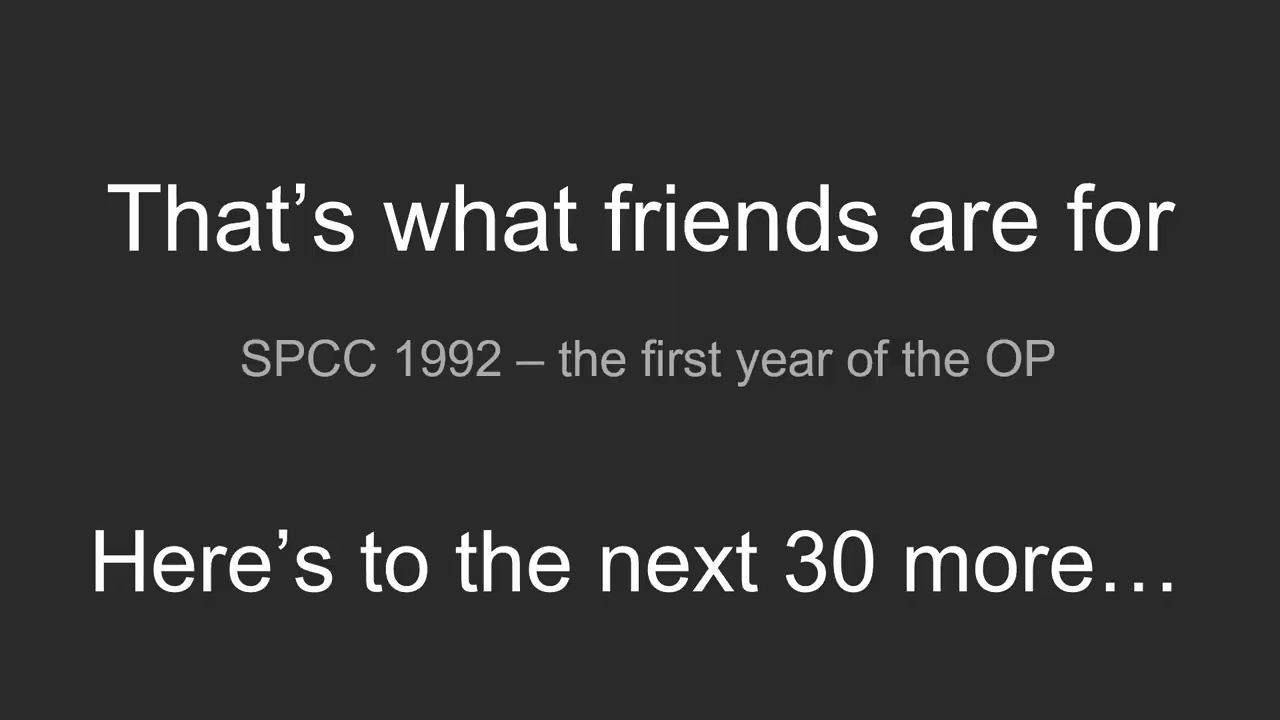 That’s what friends are for
SPCC 1992 – the first year of the OP
Here’s to the next 30 more…